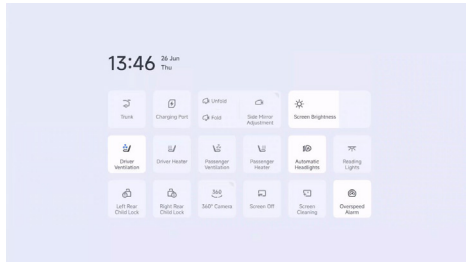 13:46
26 Jun
Thu
Trunk
Charging Port
Unfold
Fold
Side Mirror
Adjustment
Screen Brightness
Driver
Ventilation
Driver Heater
Passenger
Ventilation
Passenger
Heater
Automatic
Headlights
Reading
Lights
Left Rear
Child Lock
Right Rear
Child Lock
360
360° Camera
Screen Off
Screen
Cleaning
Overspeed
Alarm